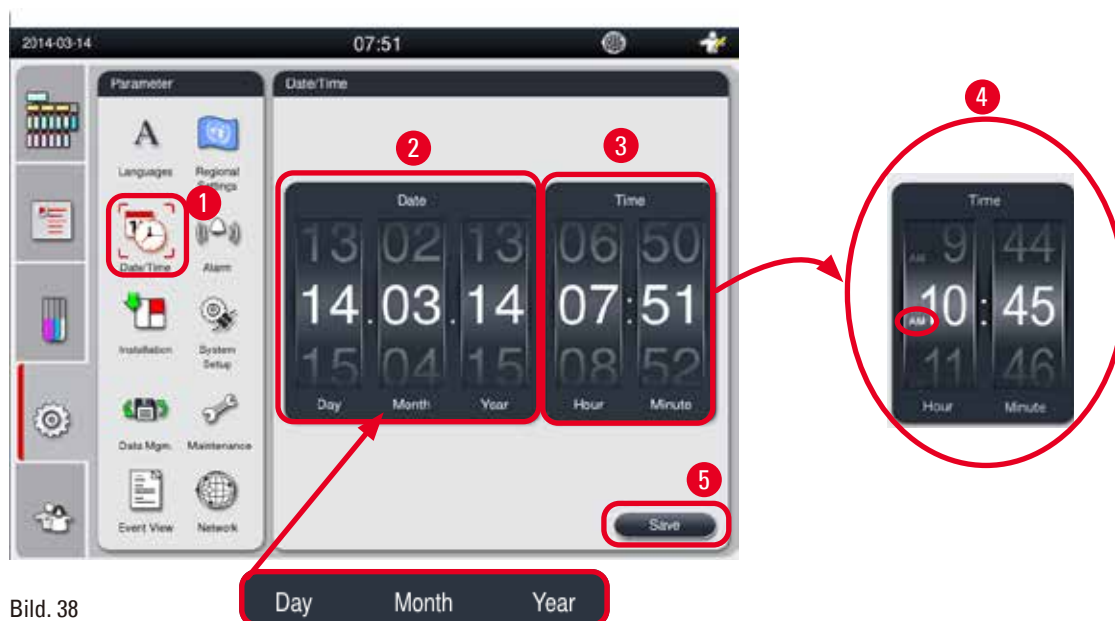 2014-03-14 07:51
Parameter
Date/Time
Languages
Regional
Settings
1
Date/Time
Alarm
Installation
System
Setup
Data Mgm.
Maintenance
Event View
Network
2
3
Date
Time
13 02 13 06 50
14.03.14 07:51
15 04 15 08 52
Day Month Year Hour Minute
5
Save
4
Time
AM 9 44
AM 10:45
11 46
Hour Minute
Day Month Year
Bild. 38